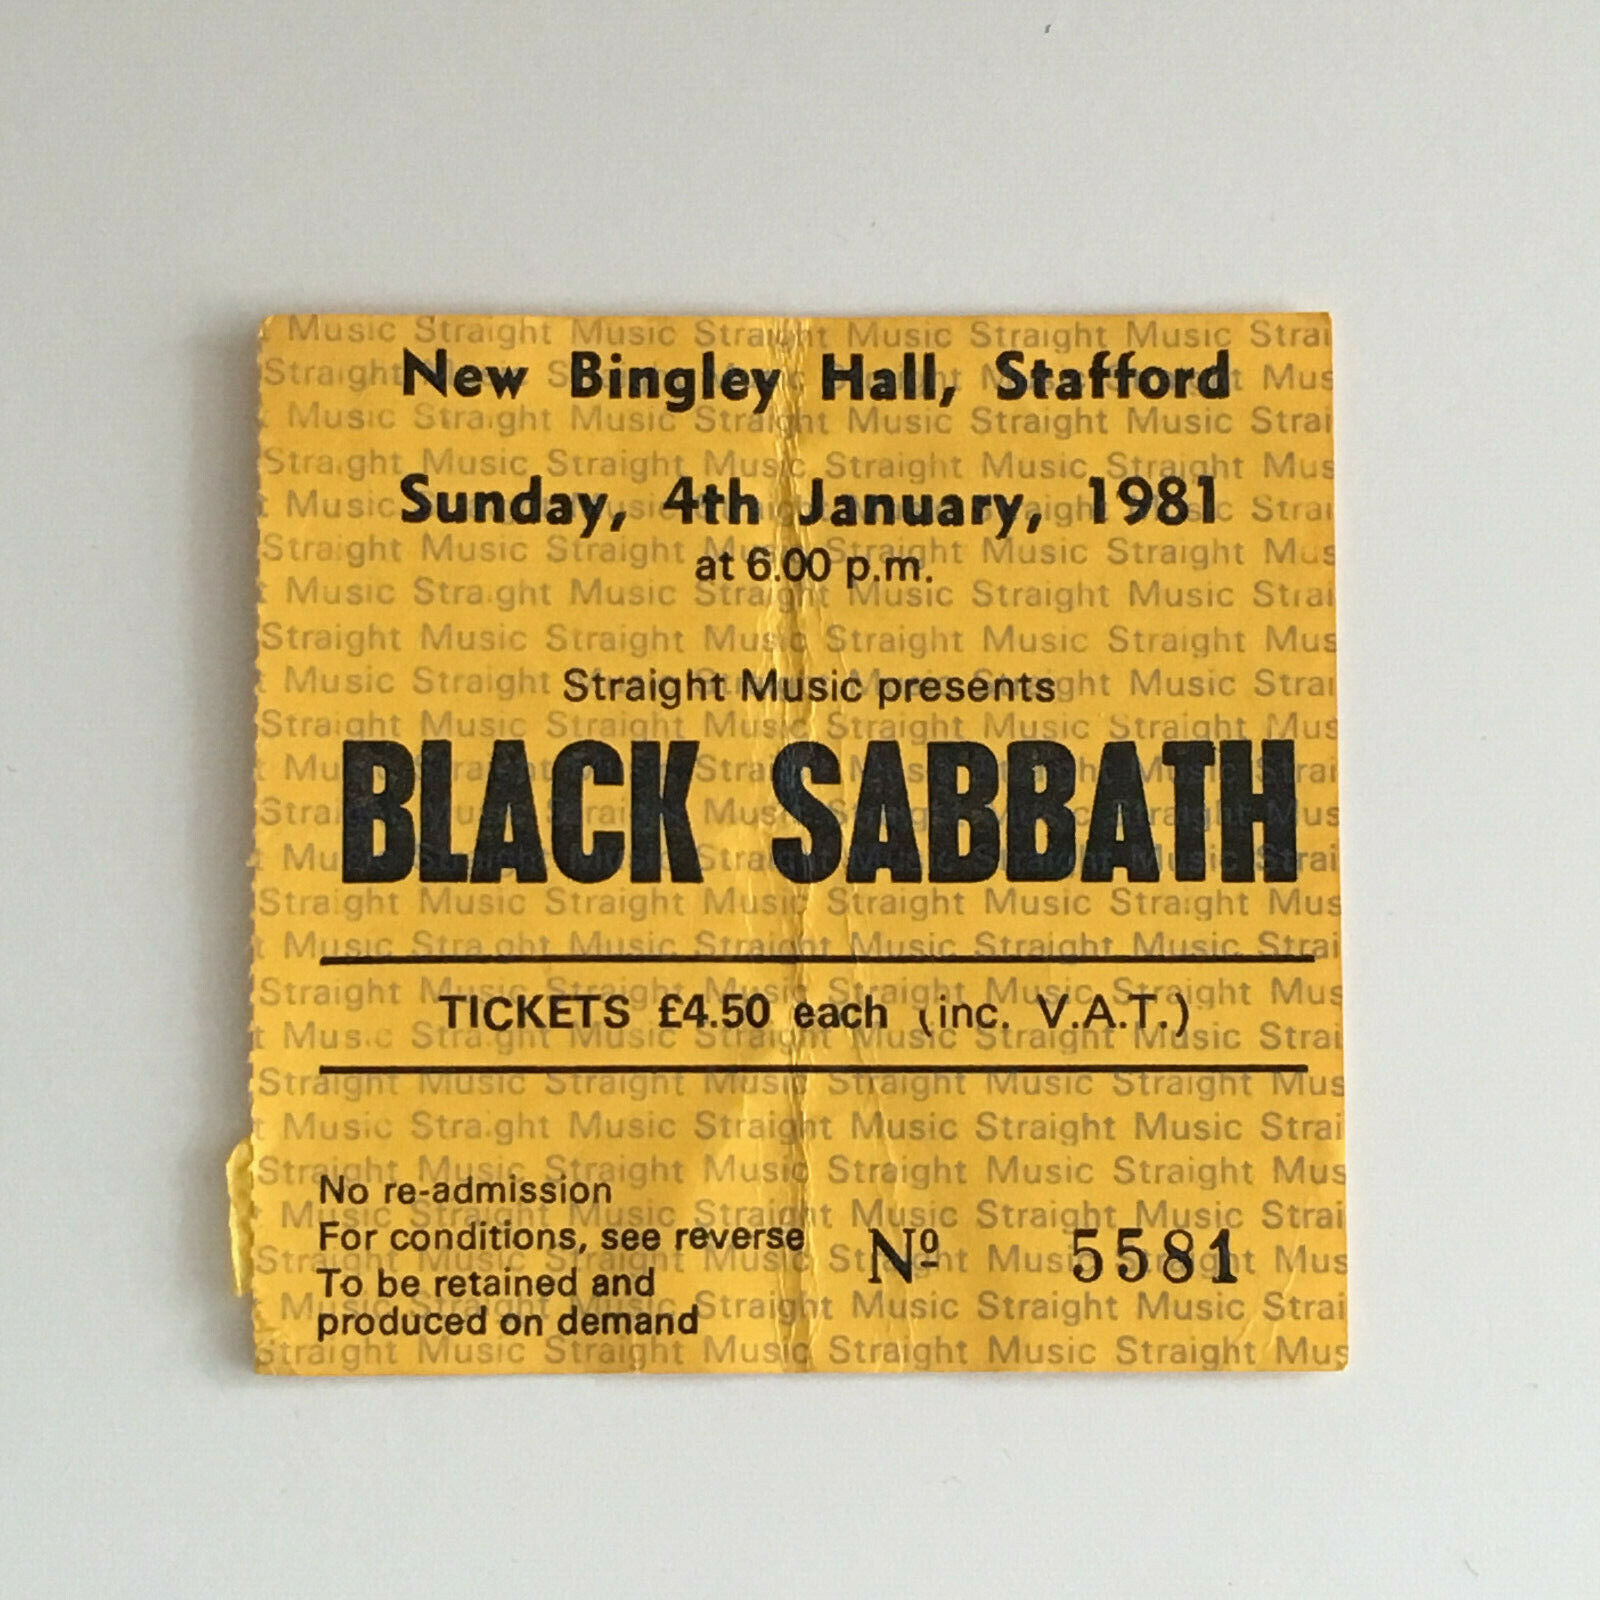 New Bingley Hall, Stafford
Sunday, 4th January, 1981
at 6.00 p.m.
Straight Music presents
BLACK SABBATH
TICKETS £4.50 each (inc. V.A.T.)
No re-admission
For conditions, see reverse
To be retained and
produced on demand
Nº 5581